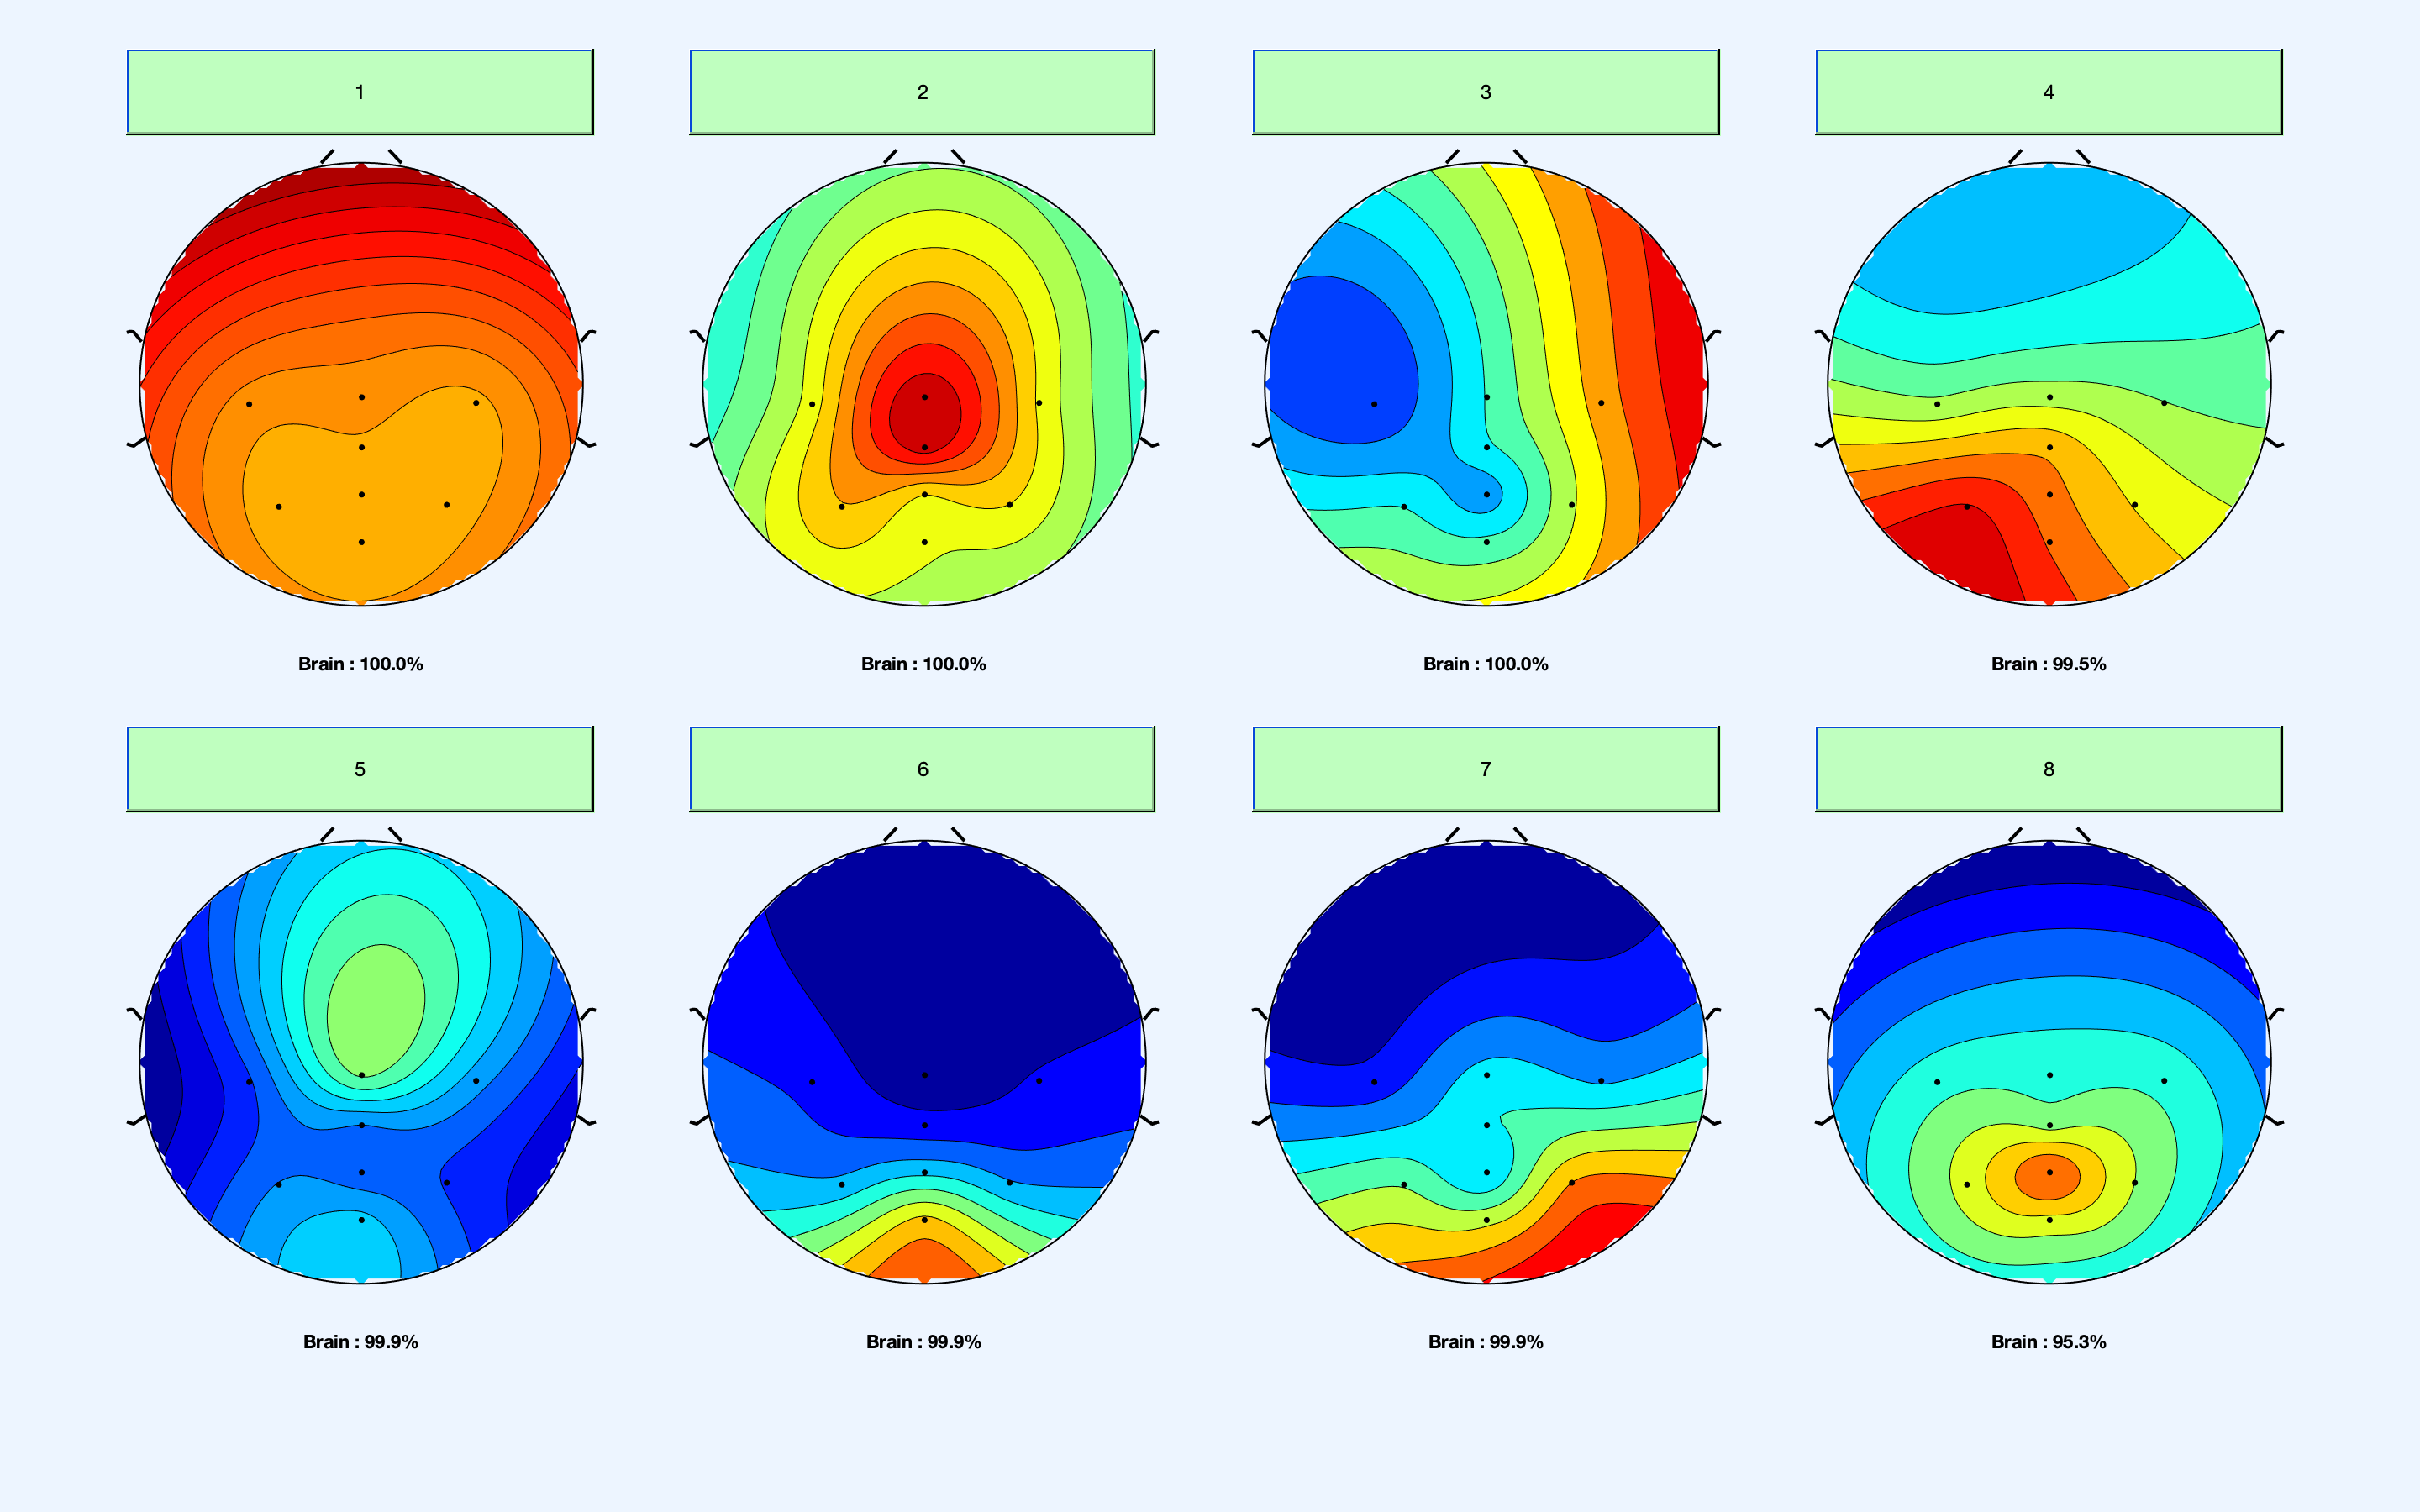 1
2
3
4
Brain : 100.0%
Brain : 100.0%
Brain : 100.0%
Brain : 99.5%
5
6
7
8
Brain : 99.9%
Brain : 99.9%
Brain : 99.9%
Brain : 95.3%